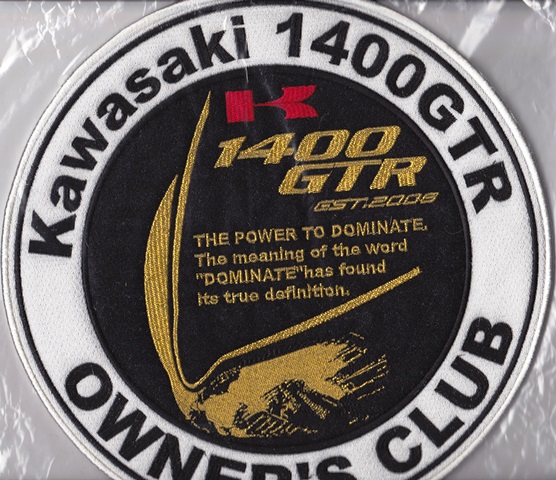 Kawasaki 1400GTR
1400
GTR
EST.2008
THE POWER TO DOMINATE.
The meaning of the word
"DOMINATE"has found
its true definition.
OWNER'S CLUB